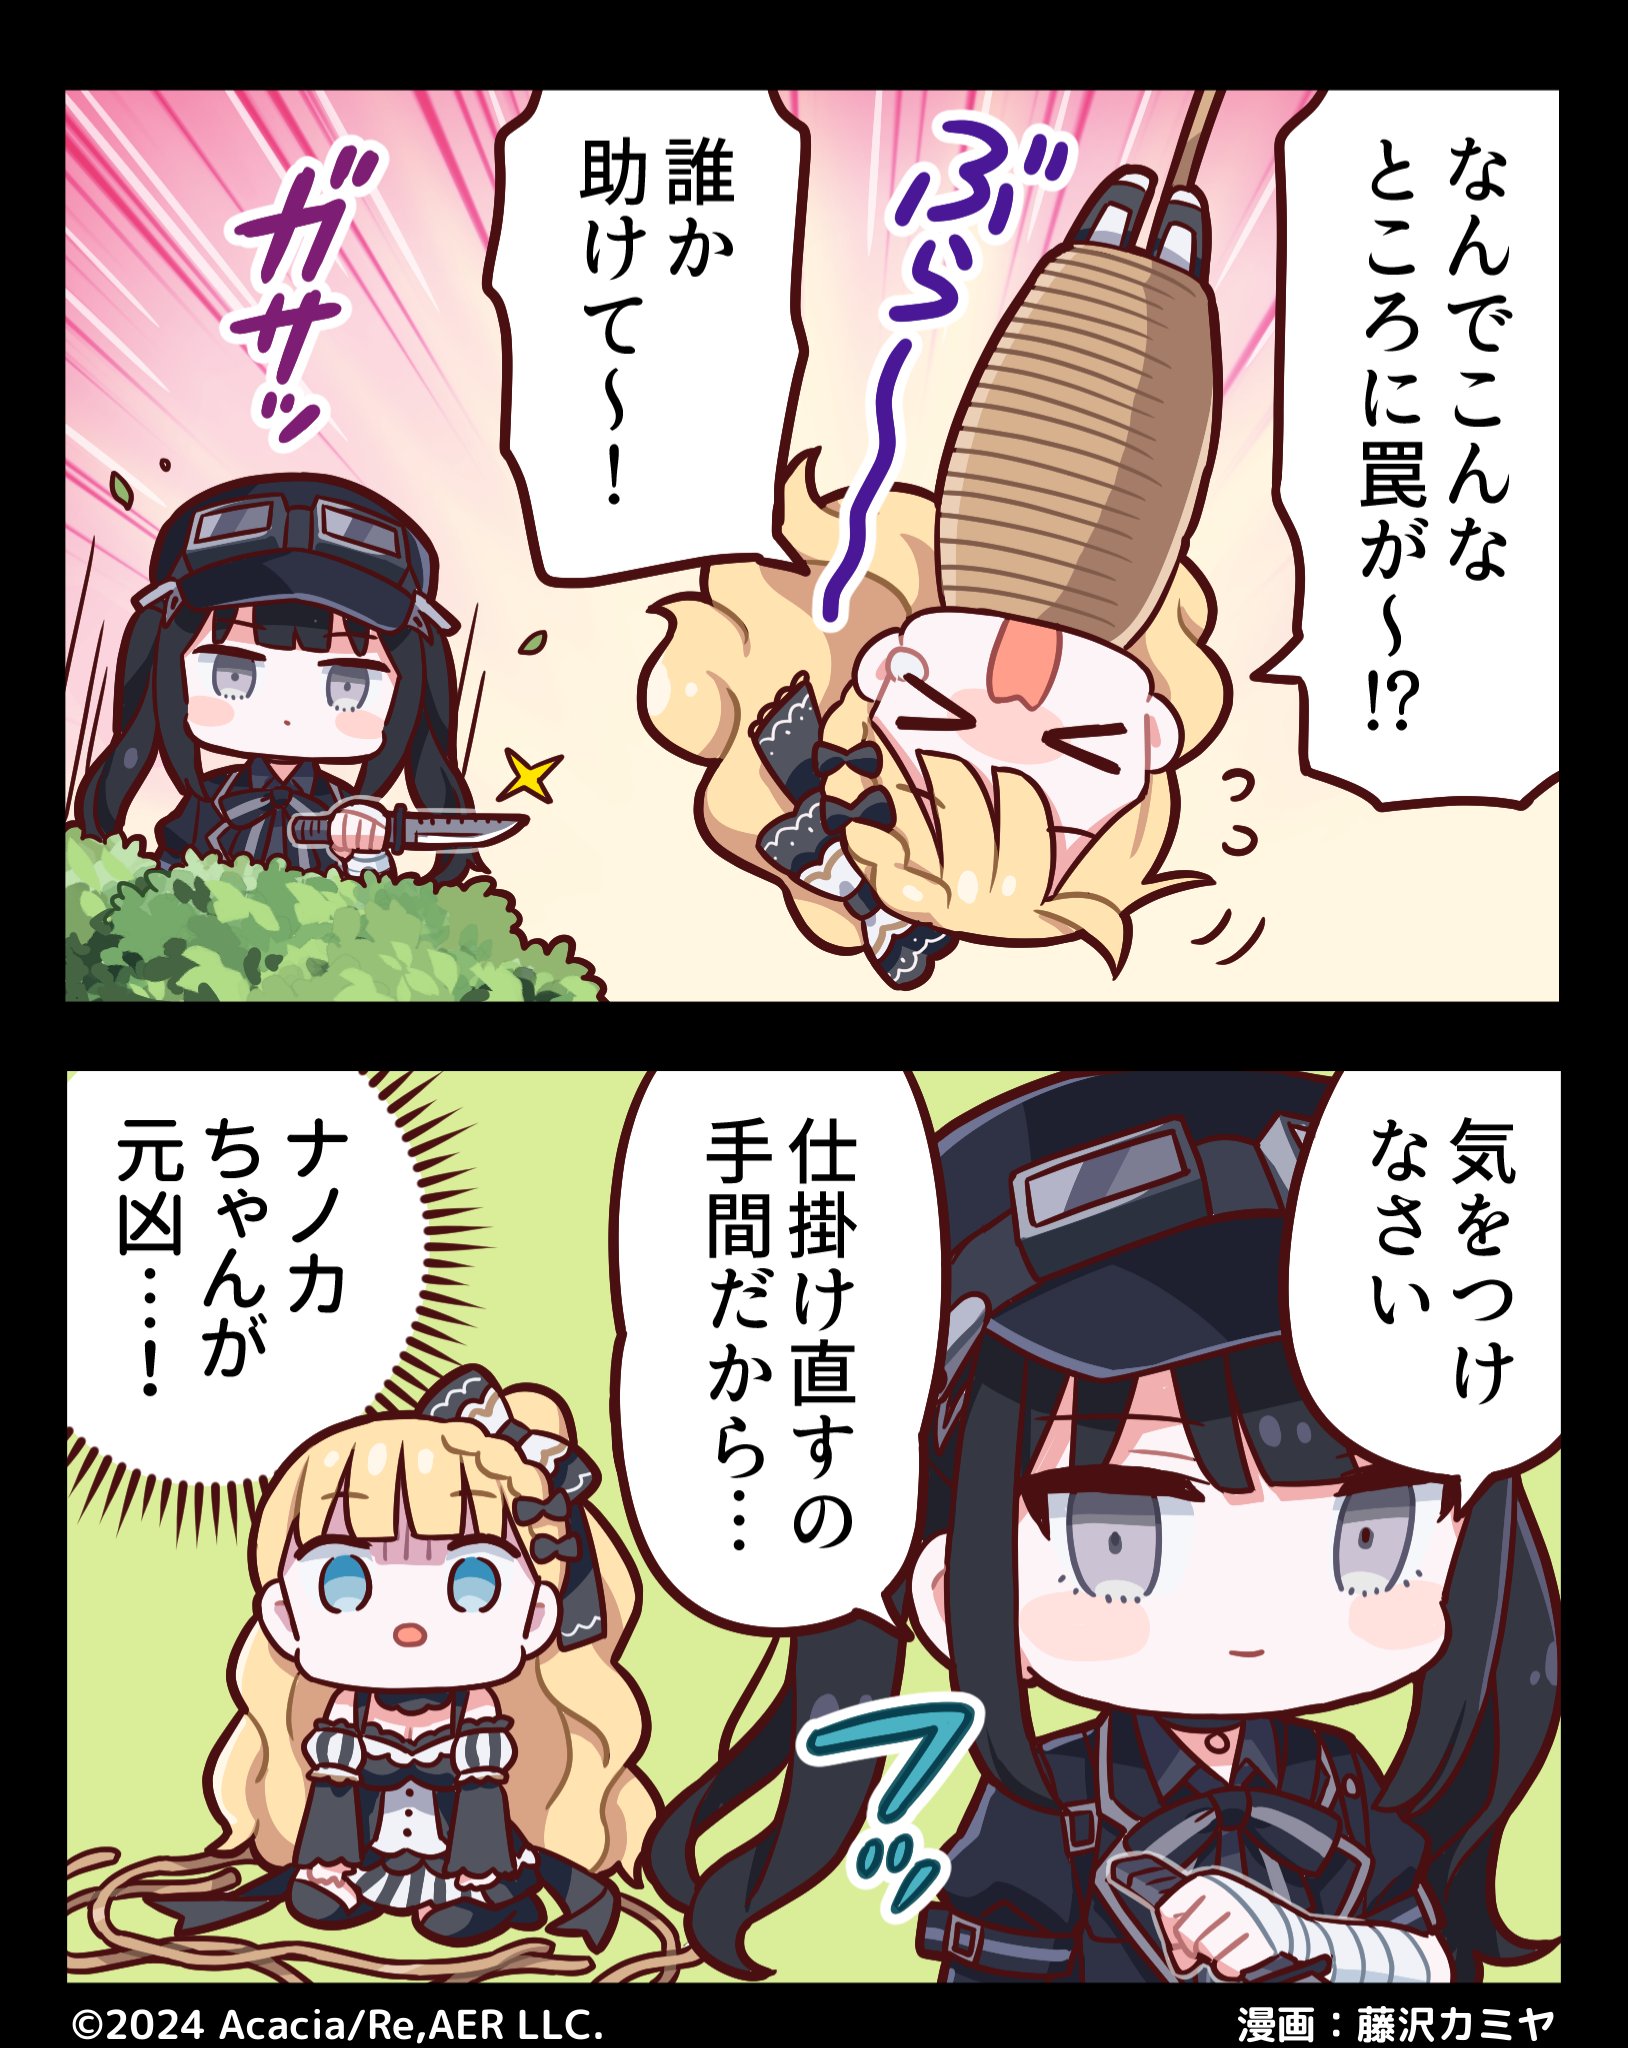 なんでこんな
ところに罠が〜!?
ぶら〜
誰か
助けて〜！
ガサッ
気をつけ
なさい
仕掛け直すの
手間だから…
フッ
ナノカ
ちゃんが
元凶……！
©2024 Acacia/Re,AER LLC.
漫画：藤沢カミヤ